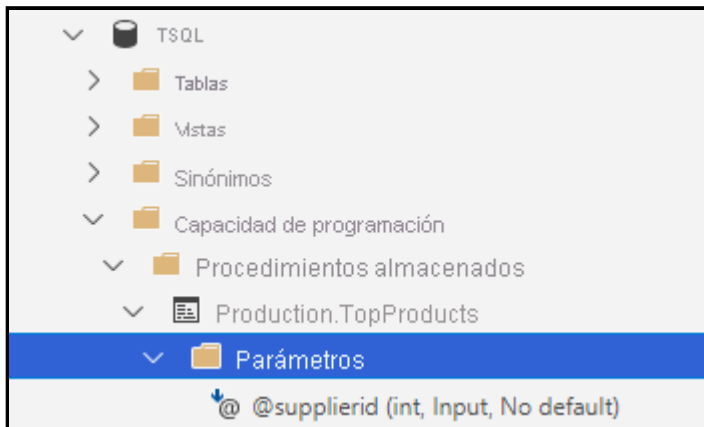 TSQL
Tablas
Vistas
Sinónimos
Capacidad de programación
Procedimientos almacenados
Production.TopProducts
Parámetros
@supplierid (int, Input, No default)